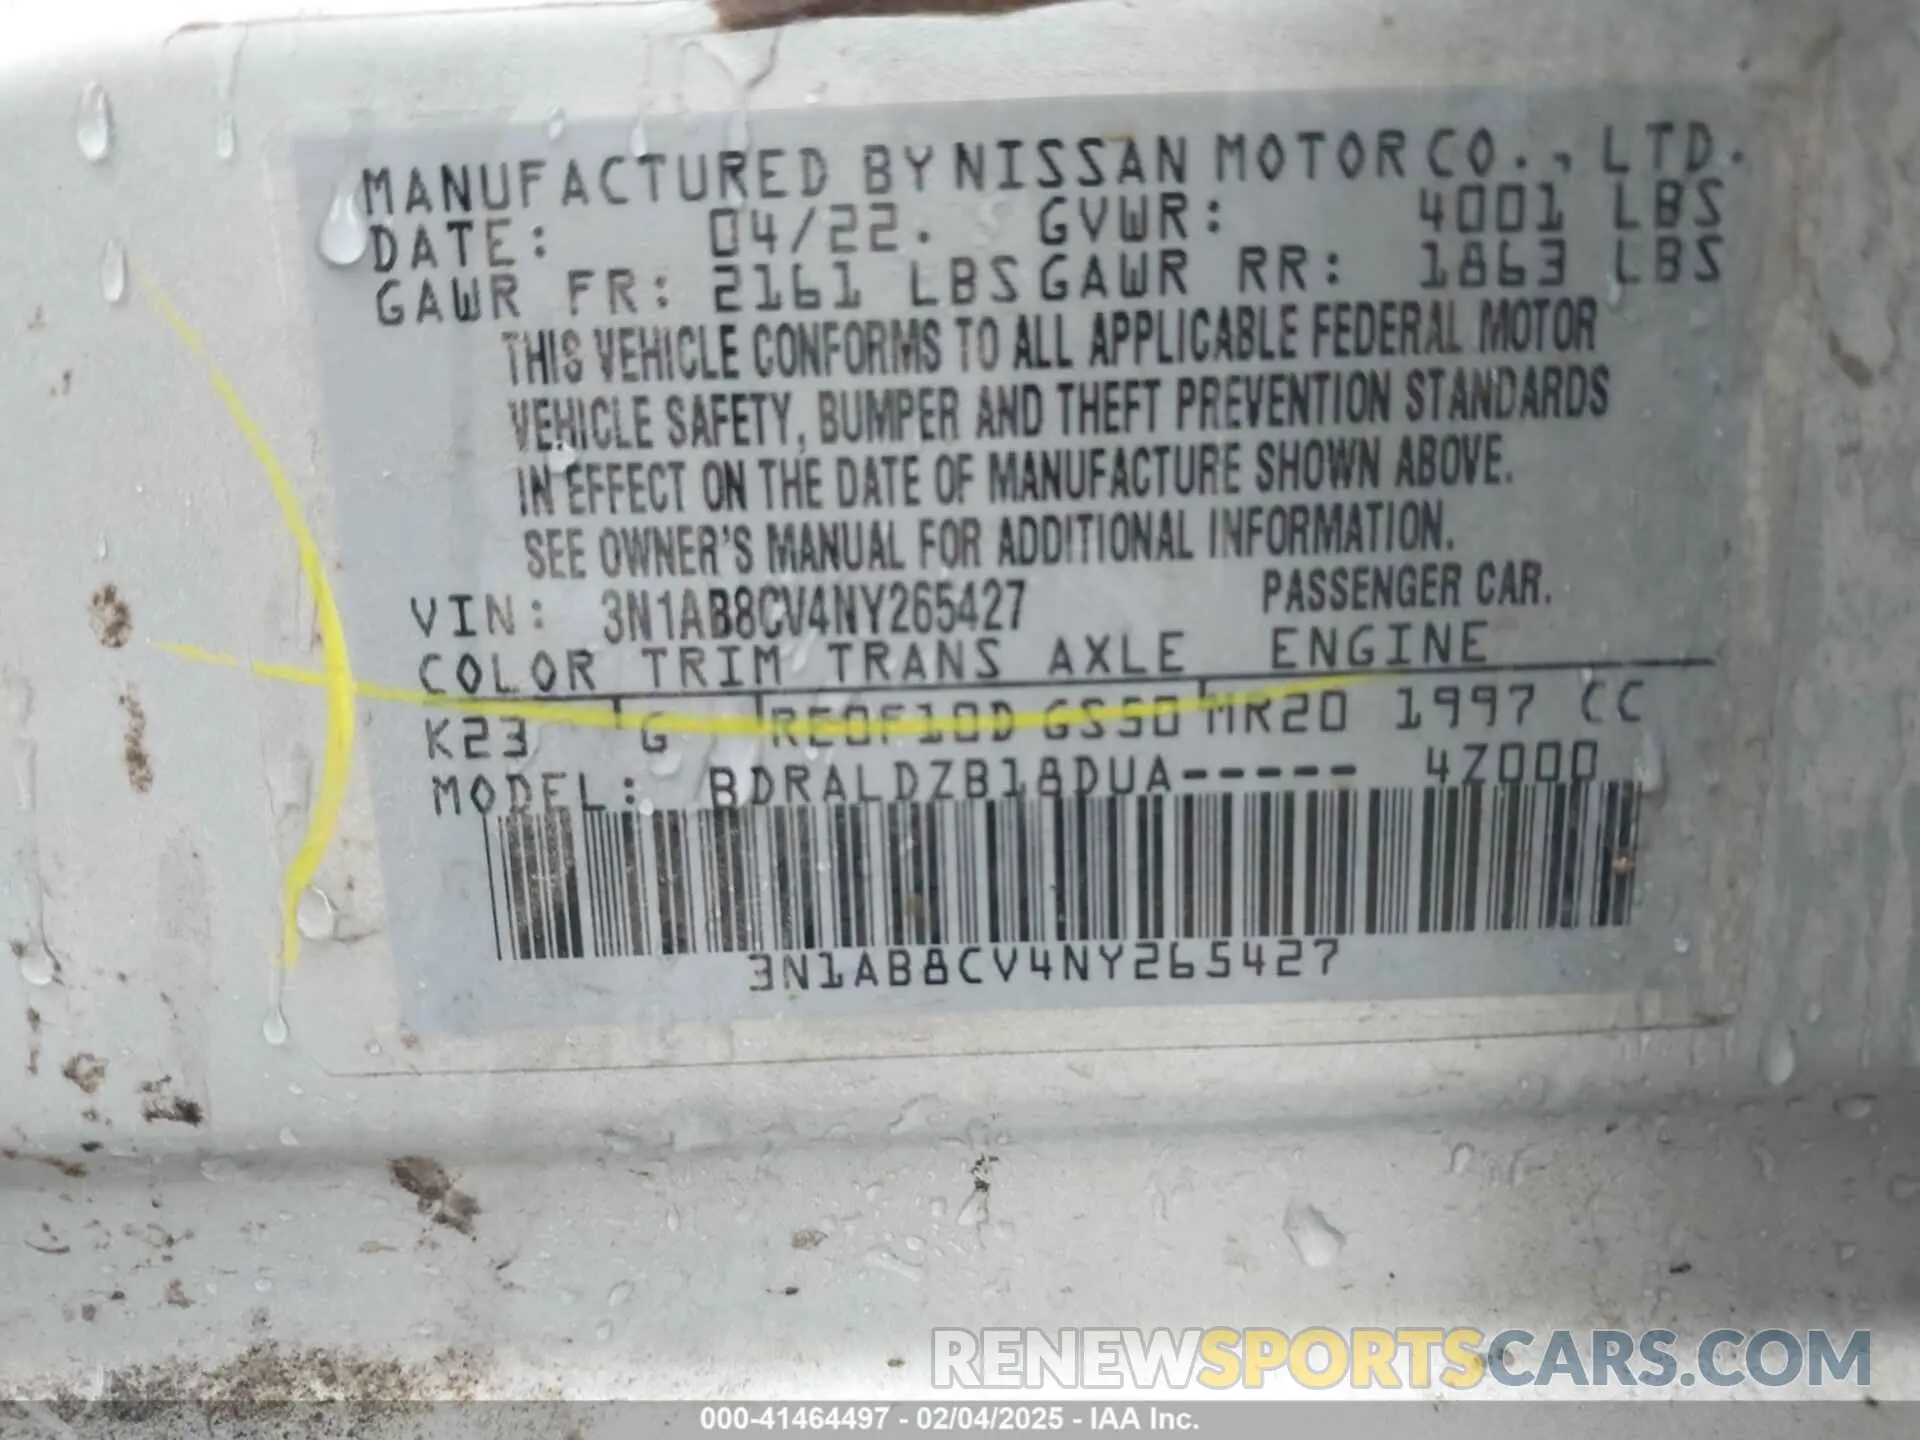 MANUFACTURED BY NISSAN MOTOR CO., LTD.
DATE: 04/22. GVWR: 4001 LBS
GAWR FR: 2161 LBS GAWR RR: 1863 LBS
THIS VEHICLE CONFORMS TO ALL APPLICABLE FEDERAL MOTOR
VEHICLE SAFETY, BUMPER AND THEFT PREVENTION STANDARDS
IN EFFECT ON THE DATE OF MANUFACTURE SHOWN ABOVE.
SEE OWNER'S MANUAL FOR ADDITIONAL INFORMATION.
VIN: 3N1AB8CV4NY265427 PASSENGER CAR.
COLOR TRIM TRANS AXLE ENGINE
K23 G RE0F10D GS50 MR20 1997 CC
MODEL: BDRALDZB18DUA----- 4Z000
3N1AB8CV4NY265427
RENEWSPORTSCARS.COM
000-41464497 - 02/04/2025 - IAA Inc.